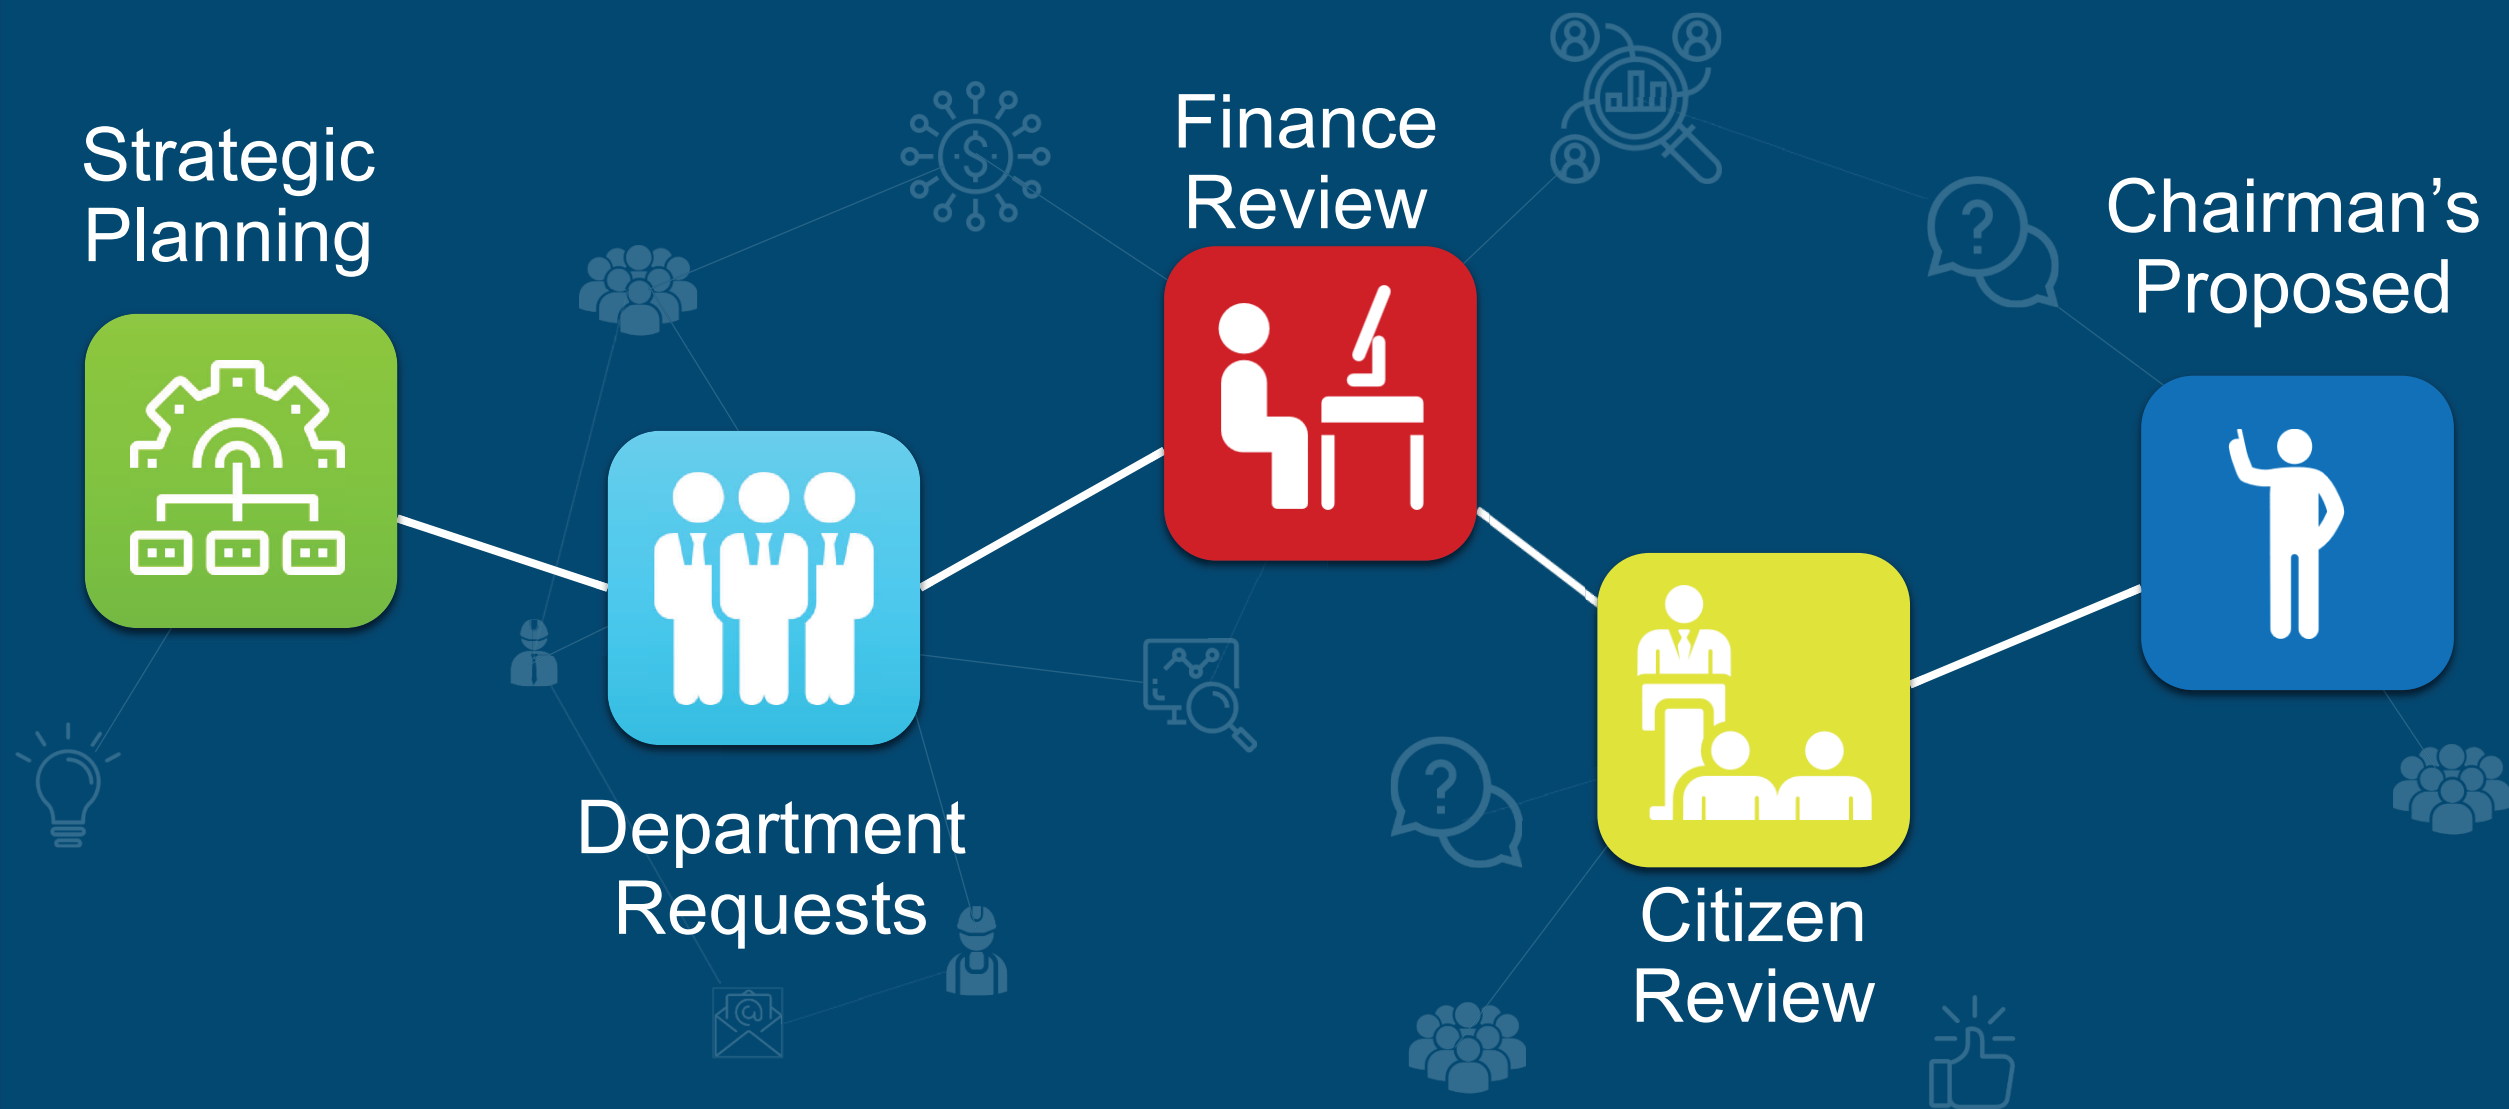 Strategic
Planning
Department
Requests
Finance
Review
Citizen
Review
Chairman’s
Proposed